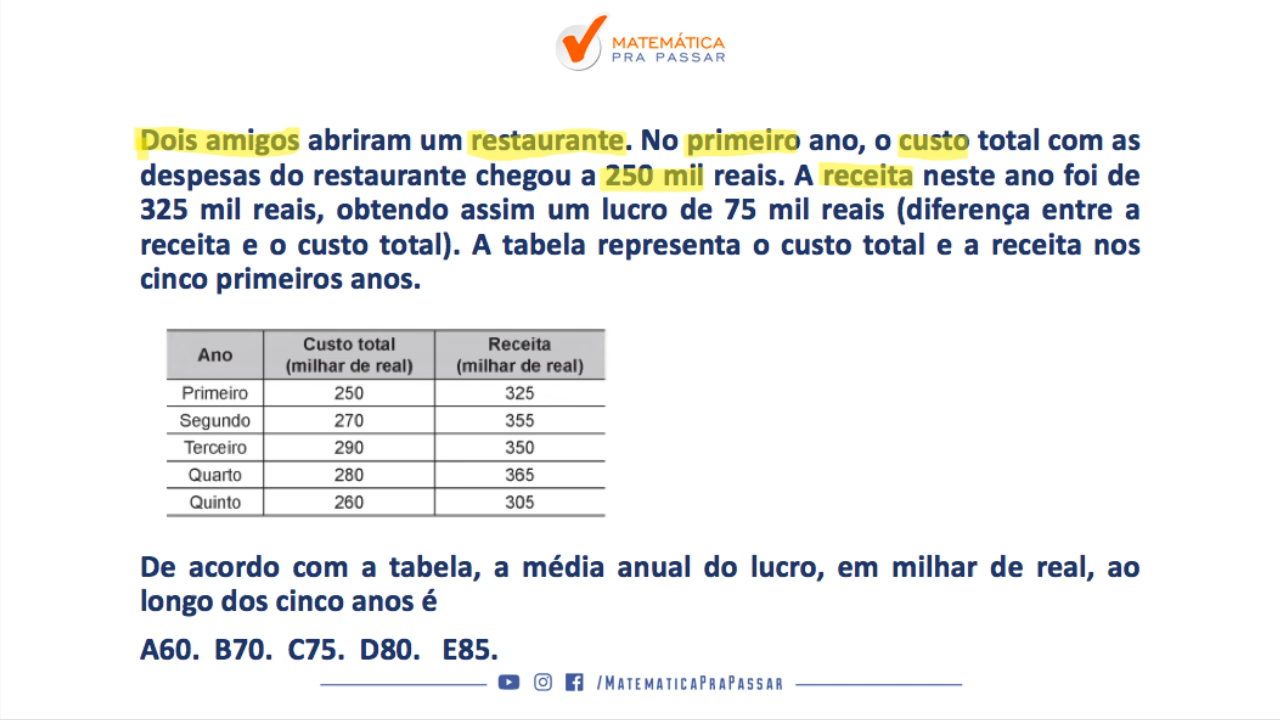 MATEMÁTICA
PRA PASSAR
Dois amigos abriram um restaurante. No primeiro ano, o custo total com as
despesas do restaurante chegou a 250 mil reais. A receita neste ano foi de
325 mil reais, obtendo assim um lucro de 75 mil reais (diferença entre a
receita e o custo total). A tabela representa o custo total e a receita nos
cinco primeiros anos.
Ano Custo total (milhar de real) Receita (milhar de real)
Primeiro 250 325
Segundo 270 355
Terceiro 290 350
Quarto 280 365
Quinto 260 305
De acordo com a tabela, a média anual do lucro, em milhar de real, ao
longo dos cinco anos é
A60. B70. C75. D80. E85.
/MATEMATICAPRAPASSAR